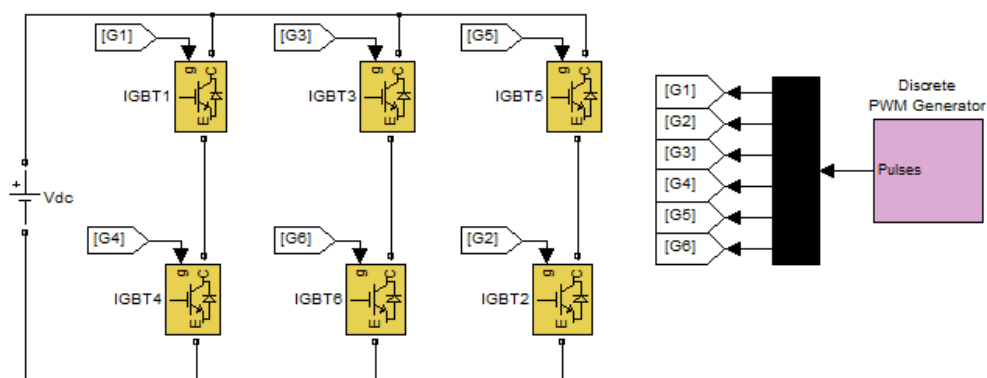 [G1]
[G3]
[G5]
g
C
E
IGBT1
g
C
E
IGBT3
g
C
E
IGBT5
+
Vdc
[G4]
[G6]
[G2]
g
C
E
IGBT4
g
C
E
IGBT6
g
C
E
IGBT2
[G1]
[G2]
[G3]
[G4]
[G5]
[G6]
Discrete
PWM Generator
Pulses